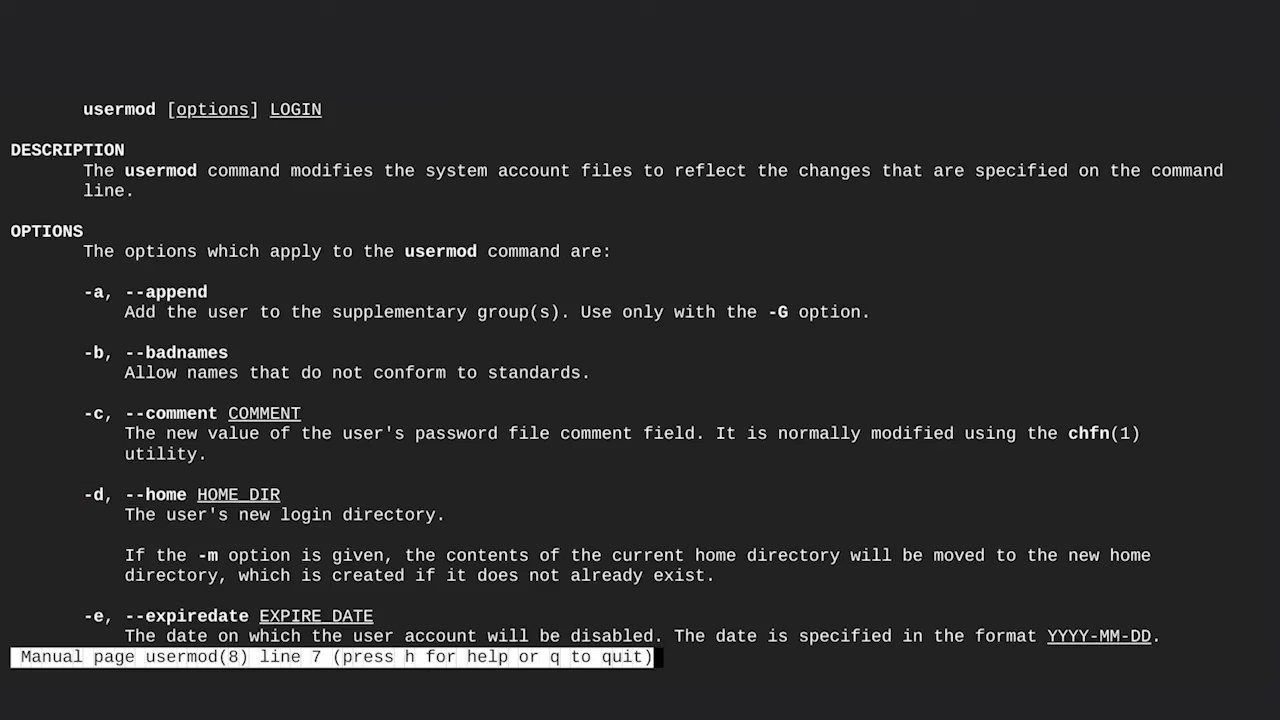 usermod [options] LOGIN
DESCRIPTION
The usermod command modifies the system account files to reflect the changes that are specified on the command
line.
OPTIONS
The options which apply to the usermod command are:
-a, --append
Add the user to the supplementary group(s). Use only with the -G option.
-b, --badnames
Allow names that do not conform to standards.
-c, --comment COMMENT
The new value of the user's password file comment field. It is normally modified using the chfn(1)
utility.
-d, --home HOME_DIR
The user's new login directory.
If the -m option is given, the contents of the current home directory will be moved to the new home
directory, which is created if it does not already exist.
-e, --expiredate EXPIRE_DATE
The date on which the user account will be disabled. The date is specified in the format YYYY-MM-DD.
Manual page usermod(8) line 7 (press h for help or q to quit)